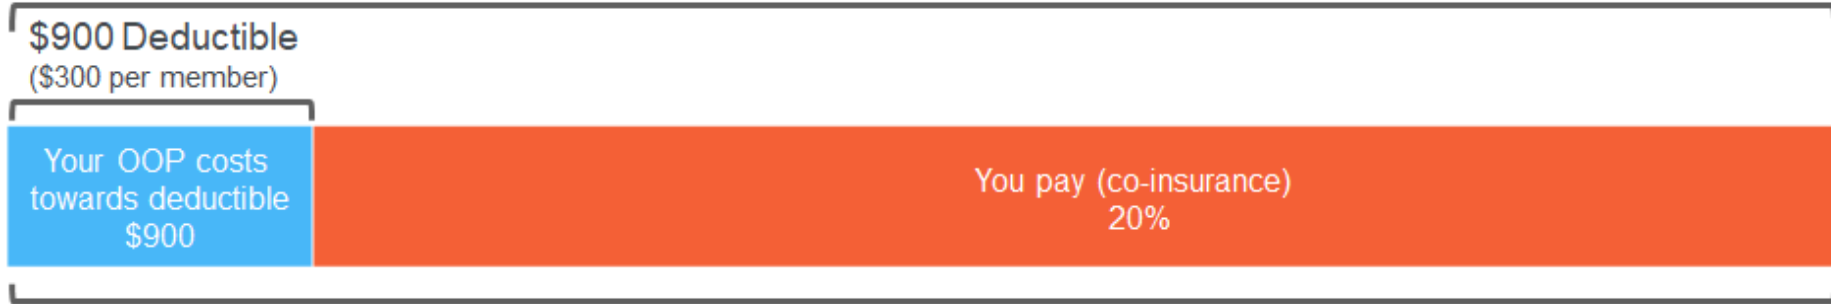 $900 Deductible
($300 per member)
Your OOP costs
towards deductible
$900
You pay (co-insurance)
20%